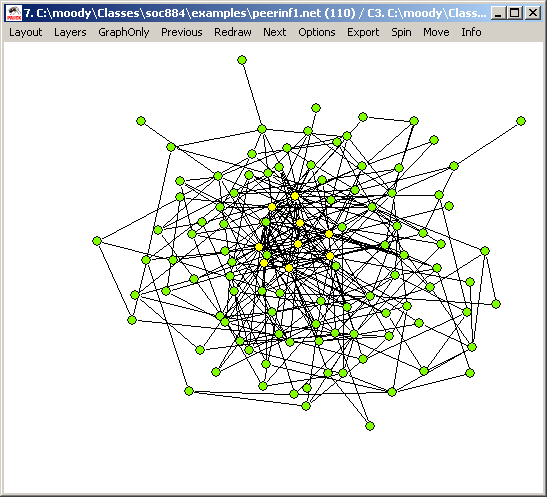 7. C:\moody\Classes\soc884\examples\peerinf1.net (110) / C3. C:\moody\Class...
Layout Layers GraphOnly Previous Redraw Next Options Export Spin Move Info